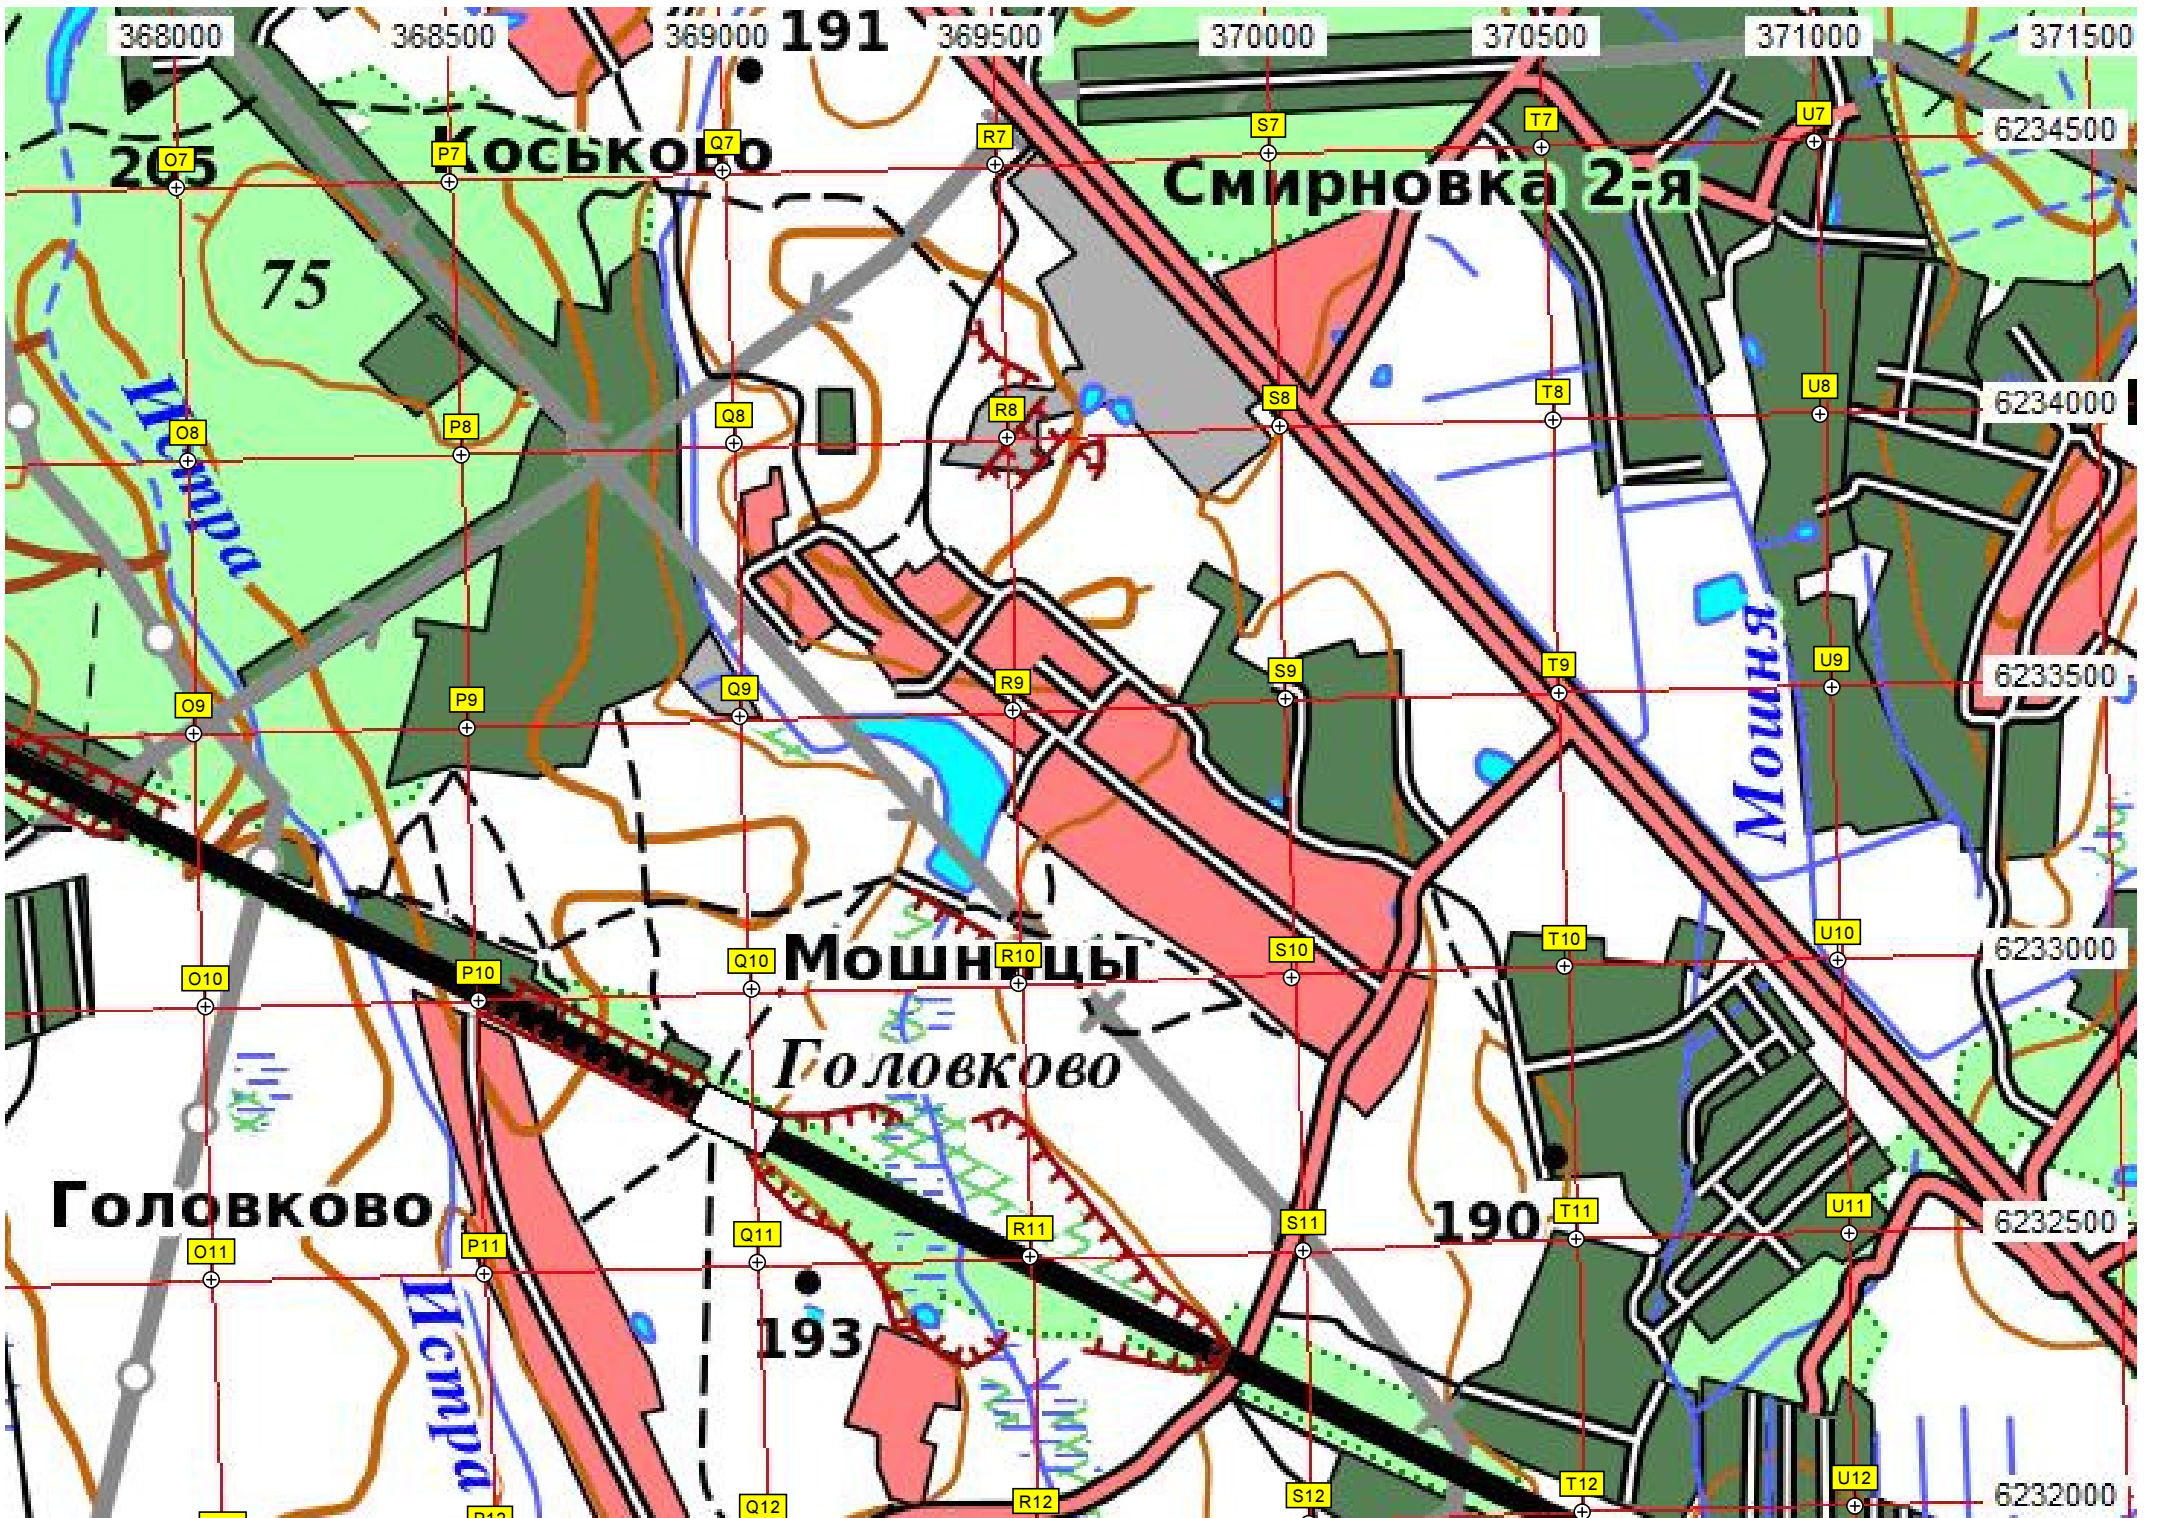 368000 368500 369000 369500 370000 370500 371000 371500
191
6234500
O7 P7 Q7 R7 S7 T7 U7
205
Коськово
Смирновка 2-я
75
6234000
O8 P8 Q8 R8 S8 T8 U8
Истра
6233500
O9 P9 Q9 R9 S9 T9 U9
Мошня
6233000
O10 P10 Q10 R10 S10 T10 U10
Мошницы
Головково
Головково
190
6232500
O11 P11 Q11 R11 S11 T11 U11
Истра
193
6232000
Q12 R12 S12 T12 U12